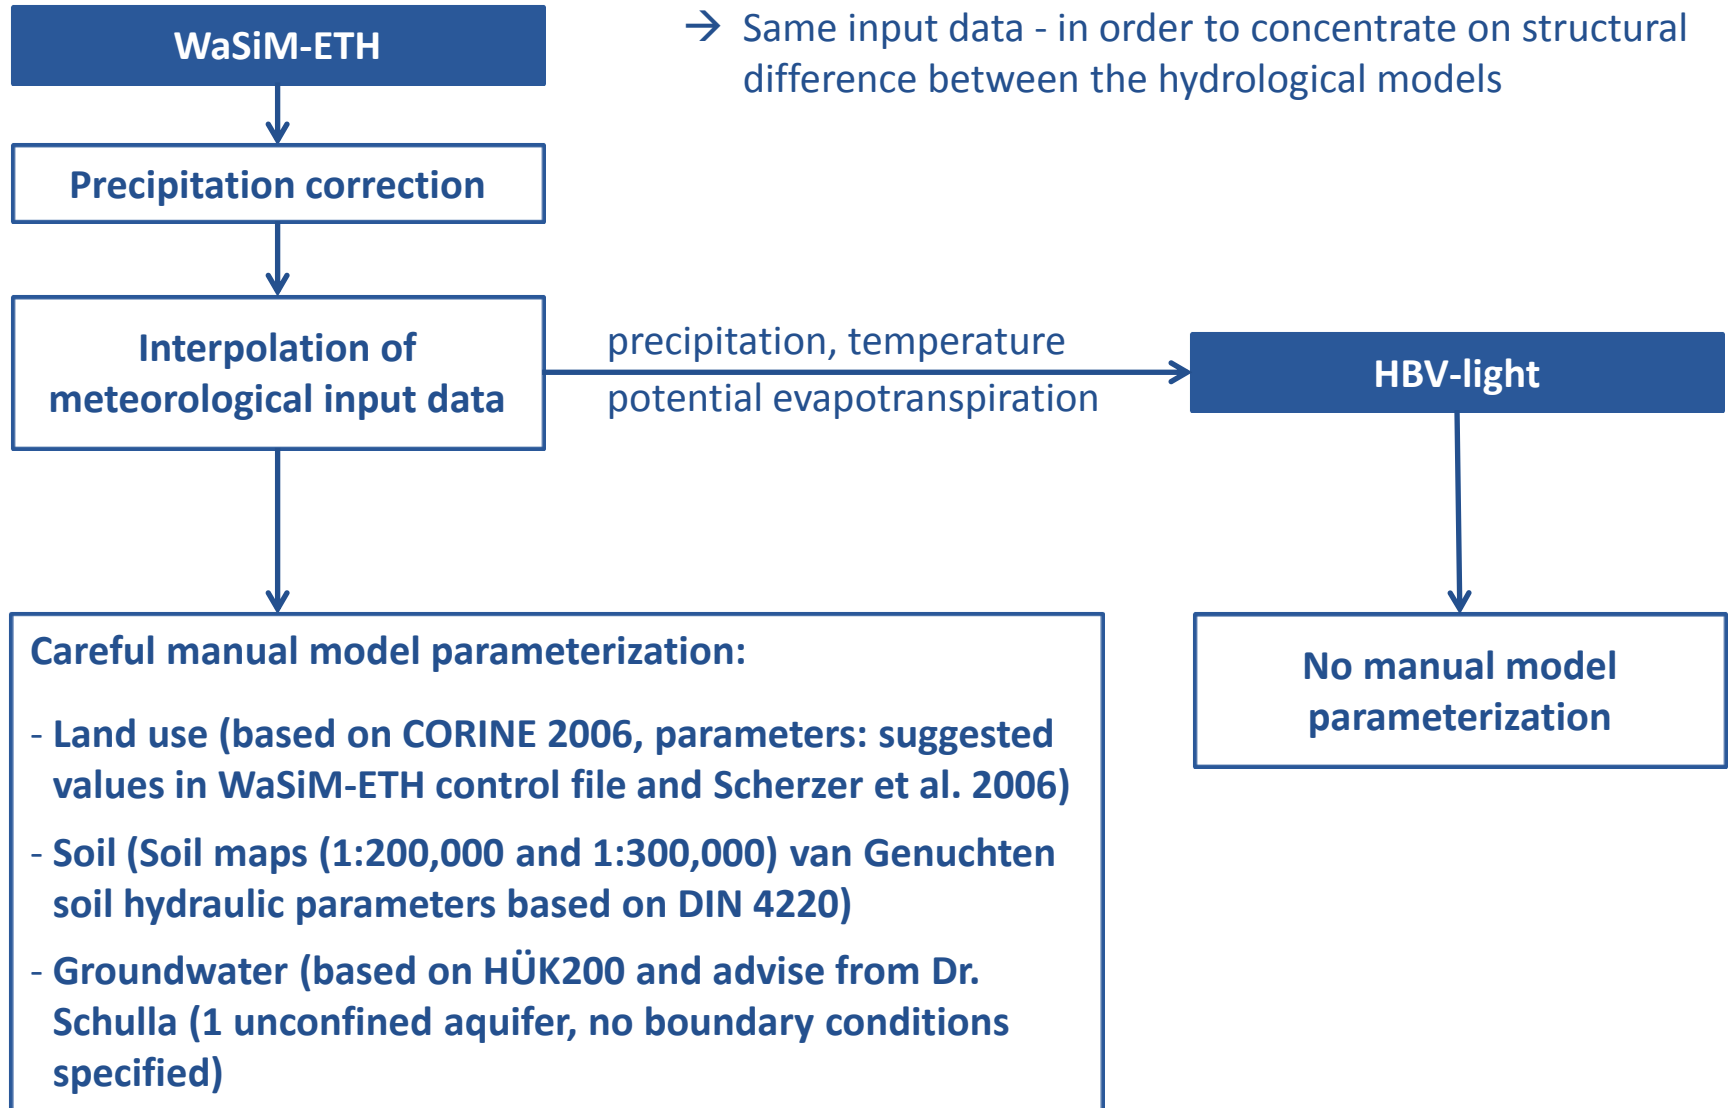 WaSiM-ETH
→ Same input data - in order to concentrate on structural
difference between the hydrological models
Precipitation correction
Interpolation of
meteorological input data
precipitation, temperature
potential evapotranspiration
HBV-light
Careful manual model parameterization:
- Land use (based on CORINE 2006, parameters: suggested
values in WaSiM-ETH control file and Scherzer et al. 2006)
- Soil (Soil maps (1:200,000 and 1:300,000) van Genuchten
soil hydraulic parameters based on DIN 4220)
- Groundwater (based on HÜK200 and advise from Dr.
Schulla (1 unconfined aquifer, no boundary conditions
specified)
No manual model
parameterization